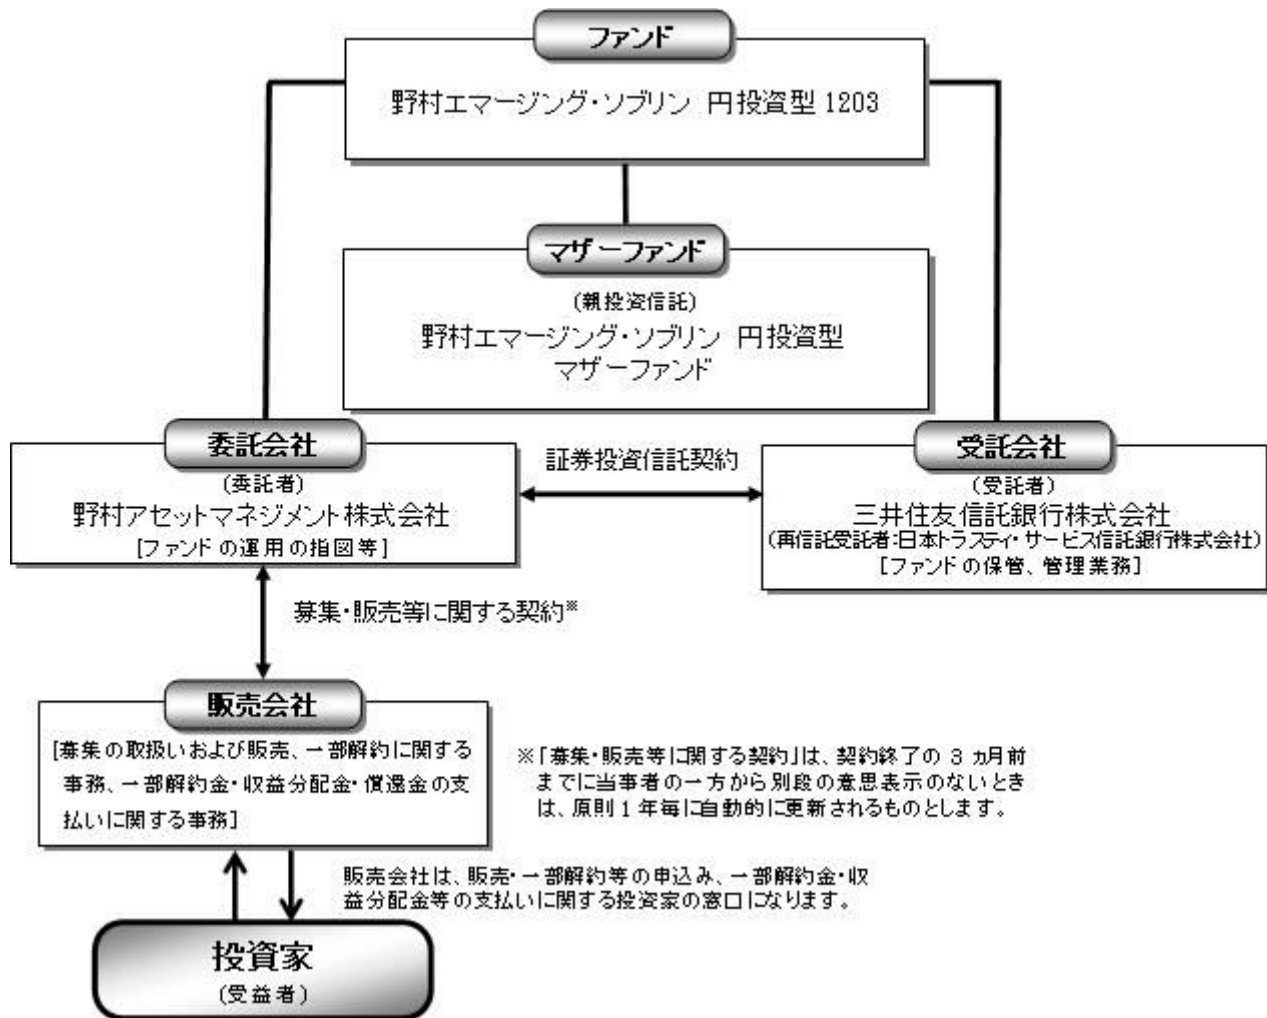 ファンド
野村エマージング・ソブリン 円投資型 1203
マザーファンド
(親投資信託)
野村エマージング・ソブリン 円投資型
マザーファンド
委託会社
(委託者)
野村アセットマネジメント株式会社
[ファンドの運用の指図等]
証券投資信託契約
受託会社
(受託者)
三井住友信託銀行株式会社
(再信託受託者:日本トラスティ・サービス信託銀行株式会社)
[ファンドの保管、管理業務]
募集・販売等に関する契約※
販売会社
[募集の取扱いおよび販売、一部解約に関する
事務、一部解約金・収益分配金・償還金の支
払いに関する事務]
※「募集・販売等に関する契約」は、契約終了の 3 ヵ月前
までに当事者の一方から別段の意思表示のないとき
は、原則 1 年毎に自動的に更新されるものとします。
販売会社は、販売・一部解約等の申込み、一部解約金・収
益分配金等の支払いに関する投資家の窓口になります。
投資家
(受益者)